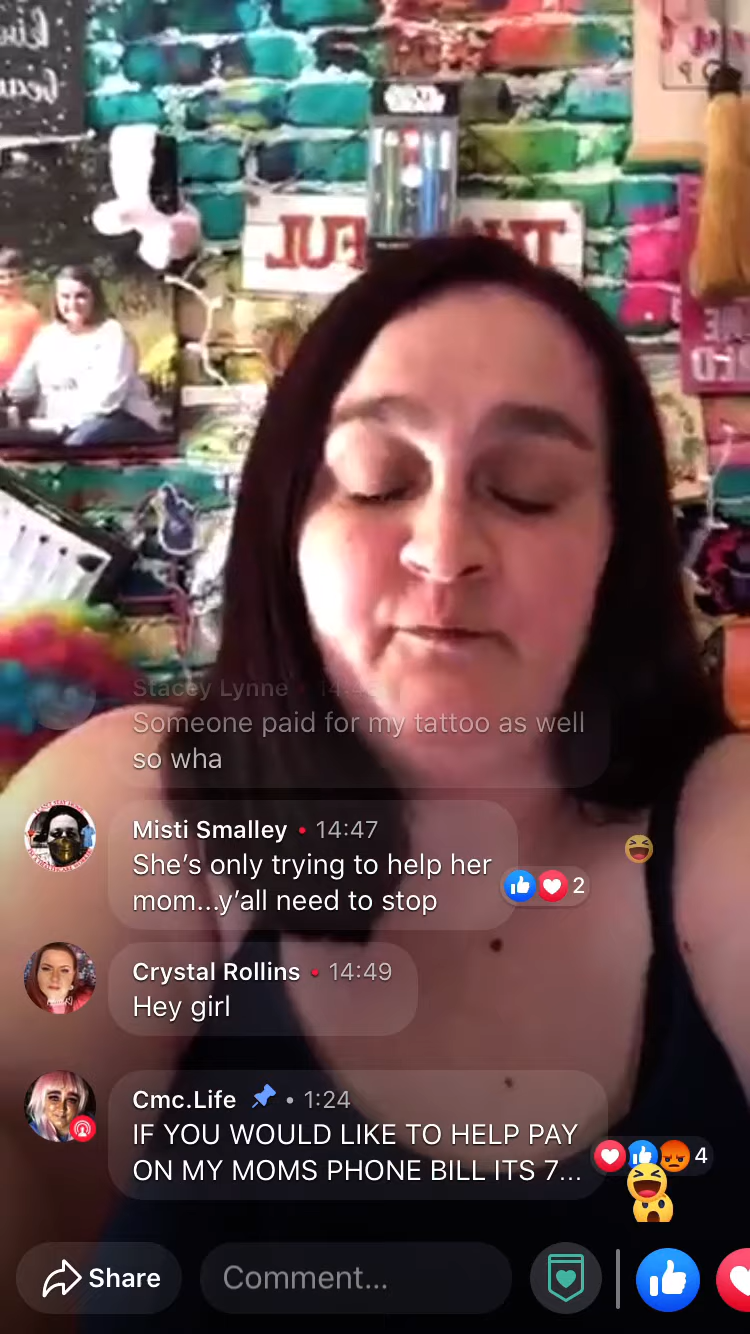 STAR
WARS
Stacey Lynne
Someone paid for my tattoo as well
so wha
Misti Smalley • 14:47
She's only trying to help her
mom...y'all need to stop
2
Crystal Rollins • 14:49
Hey girl
Cmc.Life • 1:24
IF YOU WOULD LIKE TO HELP PAY
ON MY MOMS PHONE BILL ITS 7...
4
Share
Comment...